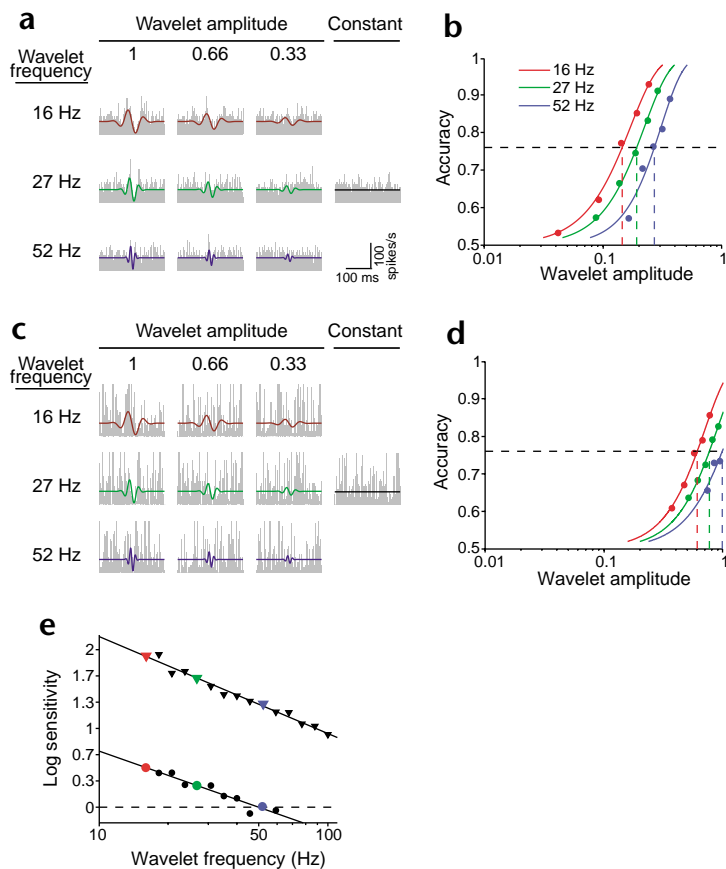 a
Wavelet amplitude
Constant
Wavelet
frequency
1
0.66
0.33
16 Hz
27 Hz
52 Hz
100 ms
100
spikes/s
b
1
0.9
0.8
0.7
0.6
0.5
Accuracy
16 Hz
27 Hz
52 Hz
0.01
0.1
1
Wavelet amplitude
c
Wavelet amplitude
Constant
Wavelet
frequency
1
0.66
0.33
16 Hz
27 Hz
52 Hz
d
1
0.9
0.8
0.7
0.6
0.5
Accuracy
0.01
0.1
1
Wavelet amplitude
e
2
1.7
1.3
1
0.7
0.3
0
Log sensitivity
10
50
100
Wavelet frequency (Hz)